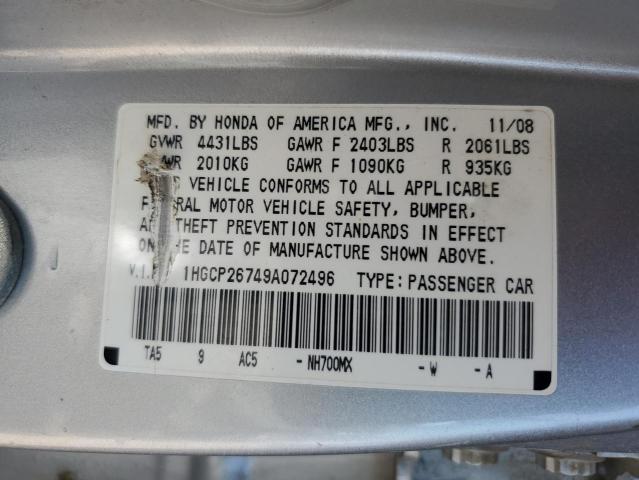 MFD. BY HONDA OF AMERICA MFG., INC. 11/08
GVWR 4431LBS GAWR F 2403LBS R 2061LBS
WR 2010KG GAWR F 1090KG R 935KG
VEHICLE CONFORMS TO ALL APPLICABLE
F RAL MOTOR VEHICLE SAFETY, BUMPER,
AND THEFT PREVENTION STANDARDS IN EFFECT
ON THE DATE OF MANUFACTURE SHOWN ABOVE.
V.I. 1HGCP26749A072496 TYPE: PASSENGER CAR
TA5 9 AC5 - NH700MX - W - A